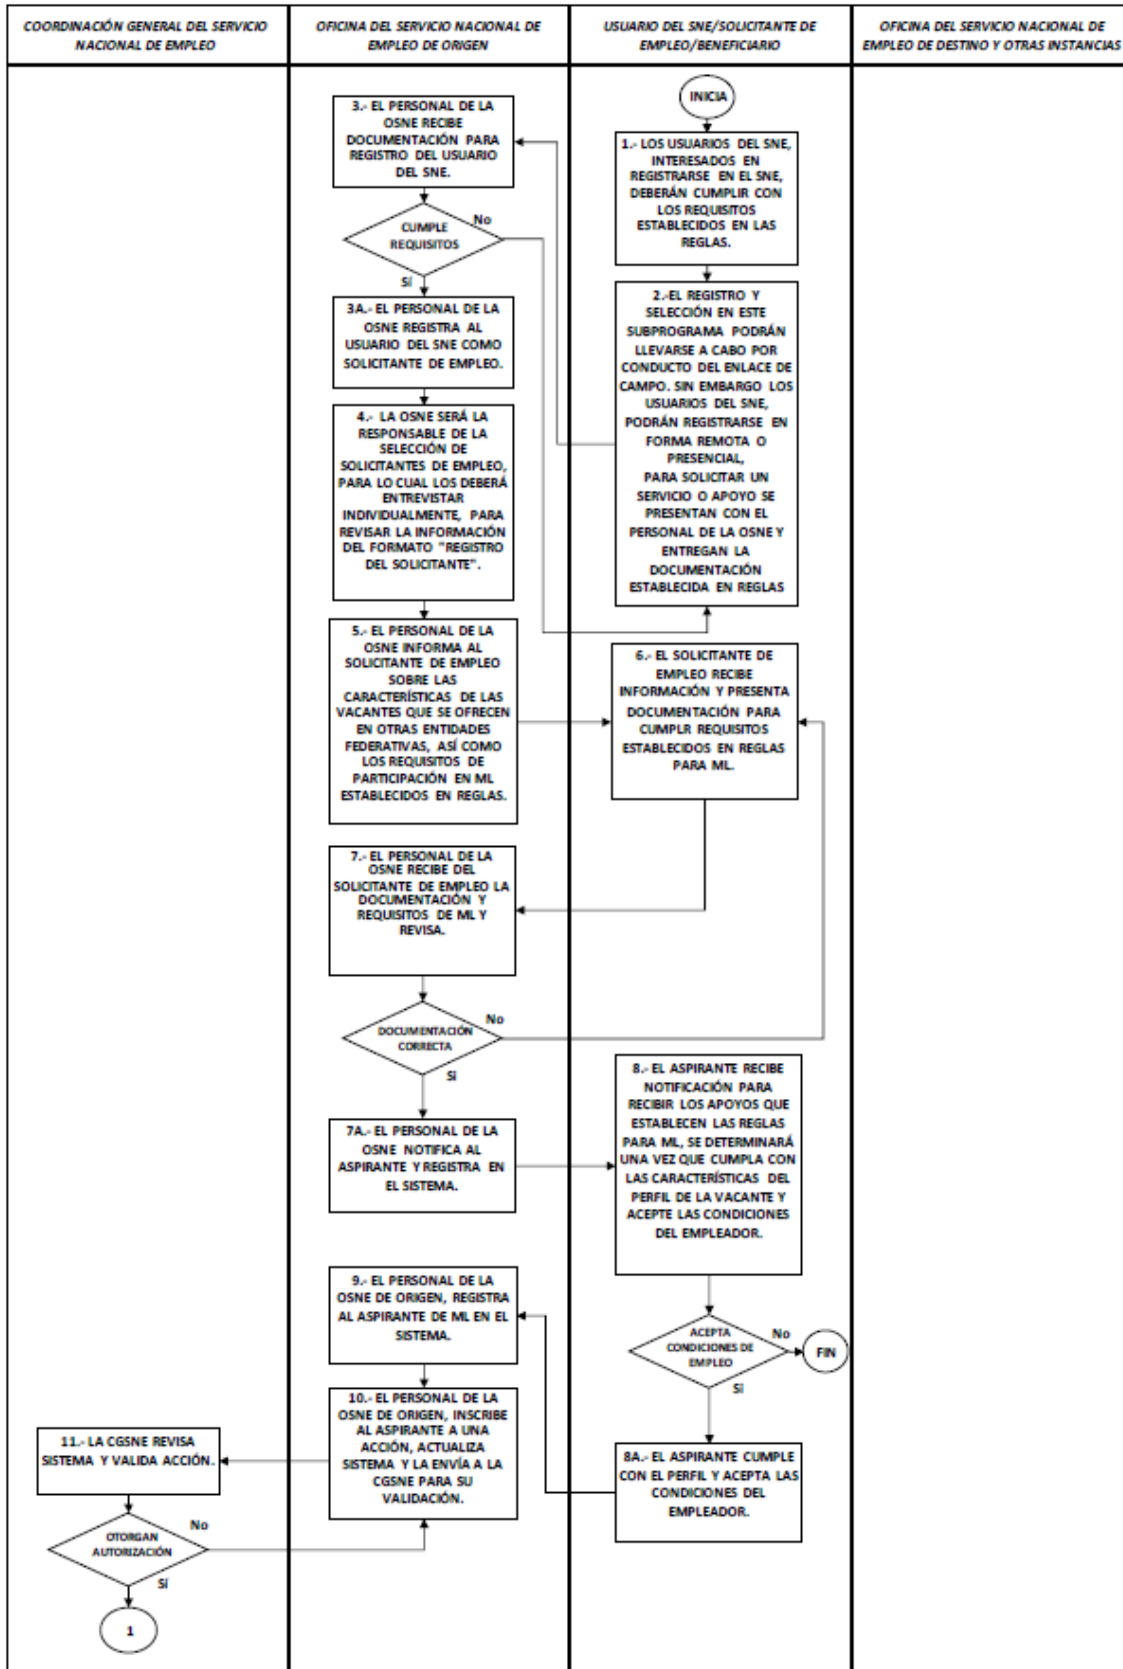 COORDINACIÓN GENERAL DEL SERVICIO
NACIONAL DE EMPLEO
OFICINA DEL SERVICIO NACIONAL DE
EMPLEO DE ORIGEN
USUARIO DEL SNE/SOLICITANTE DE
EMPLEO/BENEFICIARIO
OFICINA DEL SERVICIO NACIONAL DE
EMPLEO DE DESTINO Y OTRAS INSTANCIAS
INICIA
1.- LOS USUARIOS DEL SNE,
INTERESADOS EN
REGISTRARSE EN EL SNE,
DEBERÁN CUMPLIR CON
LOS REQUISITOS
ESTABLECIDOS EN LAS
REGLAS.
2.-EL REGISTRO Y
SELECCIÓN EN ESTE
SUBPROGRAMA PODRÁN
LLEVARSE A CABO POR
CONDUCTO DEL ENLACE DE
CAMPO. SIN EMBARGO LOS
USUARIOS DEL SNE,
PODRÁN REGISTRARSE EN
FORMA REMOTA O
PRESENCIAL,
PARA SOLICITAR UN
SERVICIO O APOYO SE
PRESENTAN CON EL
PERSONAL DE LA OSNE Y
ENTREGAN LA
DOCUMENTACIÓN
ESTABLECIDA EN REGLAS
3.- EL PERSONAL DE LA
OSNE RECIBE
DOCUMENTACIÓN PARA
REGISTRO DEL USUARIO
DEL SNE.
CUMPLE
REQUISITOS
No
Sí
3A.- EL PERSONAL DE LA
OSNE REGISTRA AL
USUARIO DEL SNE COMO
SOLICITANTE DE EMPLEO.
4.- LA OSNE SERÁ LA
RESPONSABLE DE LA
SELECCIÓN DE
SOLICITANTES DE EMPLEO,
PARA LO CUAL LOS DEBERÁ
ENTREVISTAR
INDIVIDUALMENTE, PARA
REVISAR LA INFORMACIÓN
DEL FORMATO "REGISTRO
DEL SOLICITANTE".
5.- EL PERSONAL DE LA
OSNE INFORMA AL
SOLICITANTE DE EMPLEO
SOBRE LAS
CARACTERÍSTICAS DE LAS
VACANTES QUE SE OFRECEN
EN OTRAS ENTIDADES
FEDERATIVAS, ASÍ COMO
LOS REQUISITOS DE
PARTICIPACIÓN EN ML
ESTABLECIDOS EN REGLAS.
6.- EL SOLICITANTE DE
EMPLEO RECIBE
INFORMACIÓN Y PRESENTA
DOCUMENTACIÓN PARA
CUMPLR REQUISITOS
ESTABLECIDOS EN REGLAS
PARA ML.
7.- EL PERSONAL DE LA
OSNE RECIBE DEL
SOLICITANTE DE EMPLEO LA
DOCUMENTACIÓN Y
REQUISITOS DE ML Y
REVISA.
DOCUMENTACIÓN
CORRECTA
No
Sí
7A.- EL PERSONAL DE LA
OSNE NOTIFICA AL
ASPIRANTE Y REGISTRA EN
EL SISTEMA.
8.- EL ASPIRANTE RECIBE
NOTIFICACIÓN PARA
RECIBIR LOS APOYOS QUE
ESTABLECEN LAS REGLAS
PARA ML, SE DETERMINARÁ
UNA VEZ QUE CUMPLA CON
LAS CARACTERÍSTICAS DEL
PERFIL DE LA VACANTE Y
ACEPTE LAS CONDICIONES
DEL EMPLEADOR.
ACEPTA
CONDICIONES DE
EMPLEO
No
FIN
Sí
8A.- EL ASPIRANTE CUMPLE
CON EL PERFIL Y ACEPTA LAS
CONDICIONES DEL
EMPLEADOR.
9.- EL PERSONAL DE LA
OSNE DE ORIGEN, REGISTRA
AL ASPIRANTE DE ML EN EL
SISTEMA.
10.- EL PERSONAL DE LA
OSNE DE ORIGEN, INSCRIBE
AL ASPIRANTE A UNA
ACCIÓN, ACTUALIZA
SISTEMA Y LA ENVÍA A LA
CGSNE PARA SU
VALIDACIÓN.
11.- LA CGSNE REVISA
SISTEMA Y VALIDA ACCIÓN.
OTORGAN
AUTORIZACIÓN
No
Sí
1